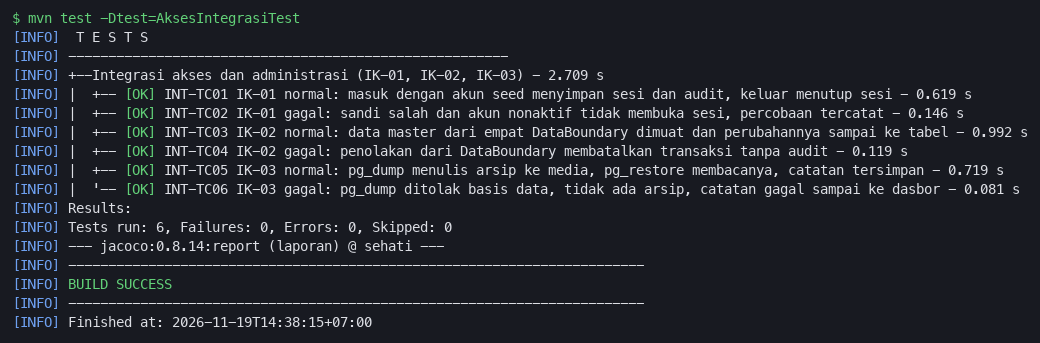 $ mvn test -Dtest=AksesIntegrasiTest
[INFO]  T E S T S
[INFO] -------------------------------------------------------
[INFO] +--Integrasi akses dan administrasi (IK-01, IK-02, IK-03) - 2.709 s
[INFO] |  +-- [OK] INT-TC01 IK-01 normal: masuk dengan akun seed menyimpan sesi dan audit, keluar menutup sesi - 0.619 s
[INFO] |  +-- [OK] INT-TC02 IK-01 gagal: sandi salah dan akun nonaktif tidak membuka sesi, percobaan tercatat - 0.146 s
[INFO] |  +-- [OK] INT-TC03 IK-02 normal: data master dari empat DataBoundary dimuat dan perubahannya sampai ke tabel - 0.992 s
[INFO] |  +-- [OK] INT-TC04 IK-02 gagal: penolakan dari DataBoundary membatalkan transaksi tanpa audit - 0.119 s
[INFO] |  +-- [OK] INT-TC05 IK-03 normal: pg_dump menulis arsip ke media, pg_restore membacanya, catatan tersimpan - 0.719 s
[INFO] |  '-- [OK] INT-TC06 IK-03 gagal: pg_dump ditolak basis data, tidak ada arsip, catatan gagal sampai ke dasbor - 0.081 s
[INFO] Results:
[INFO] Tests run: 6, Failures: 0, Errors: 0, Skipped: 0
[INFO] --- jacoco:0.8.14:report (laporan) @ sehati ---
[INFO] ------------------------------------------------------------------------
[INFO] BUILD SUCCESS
[INFO] ------------------------------------------------------------------------
[INFO] Finished at: 2026-11-19T14:38:15+07:00